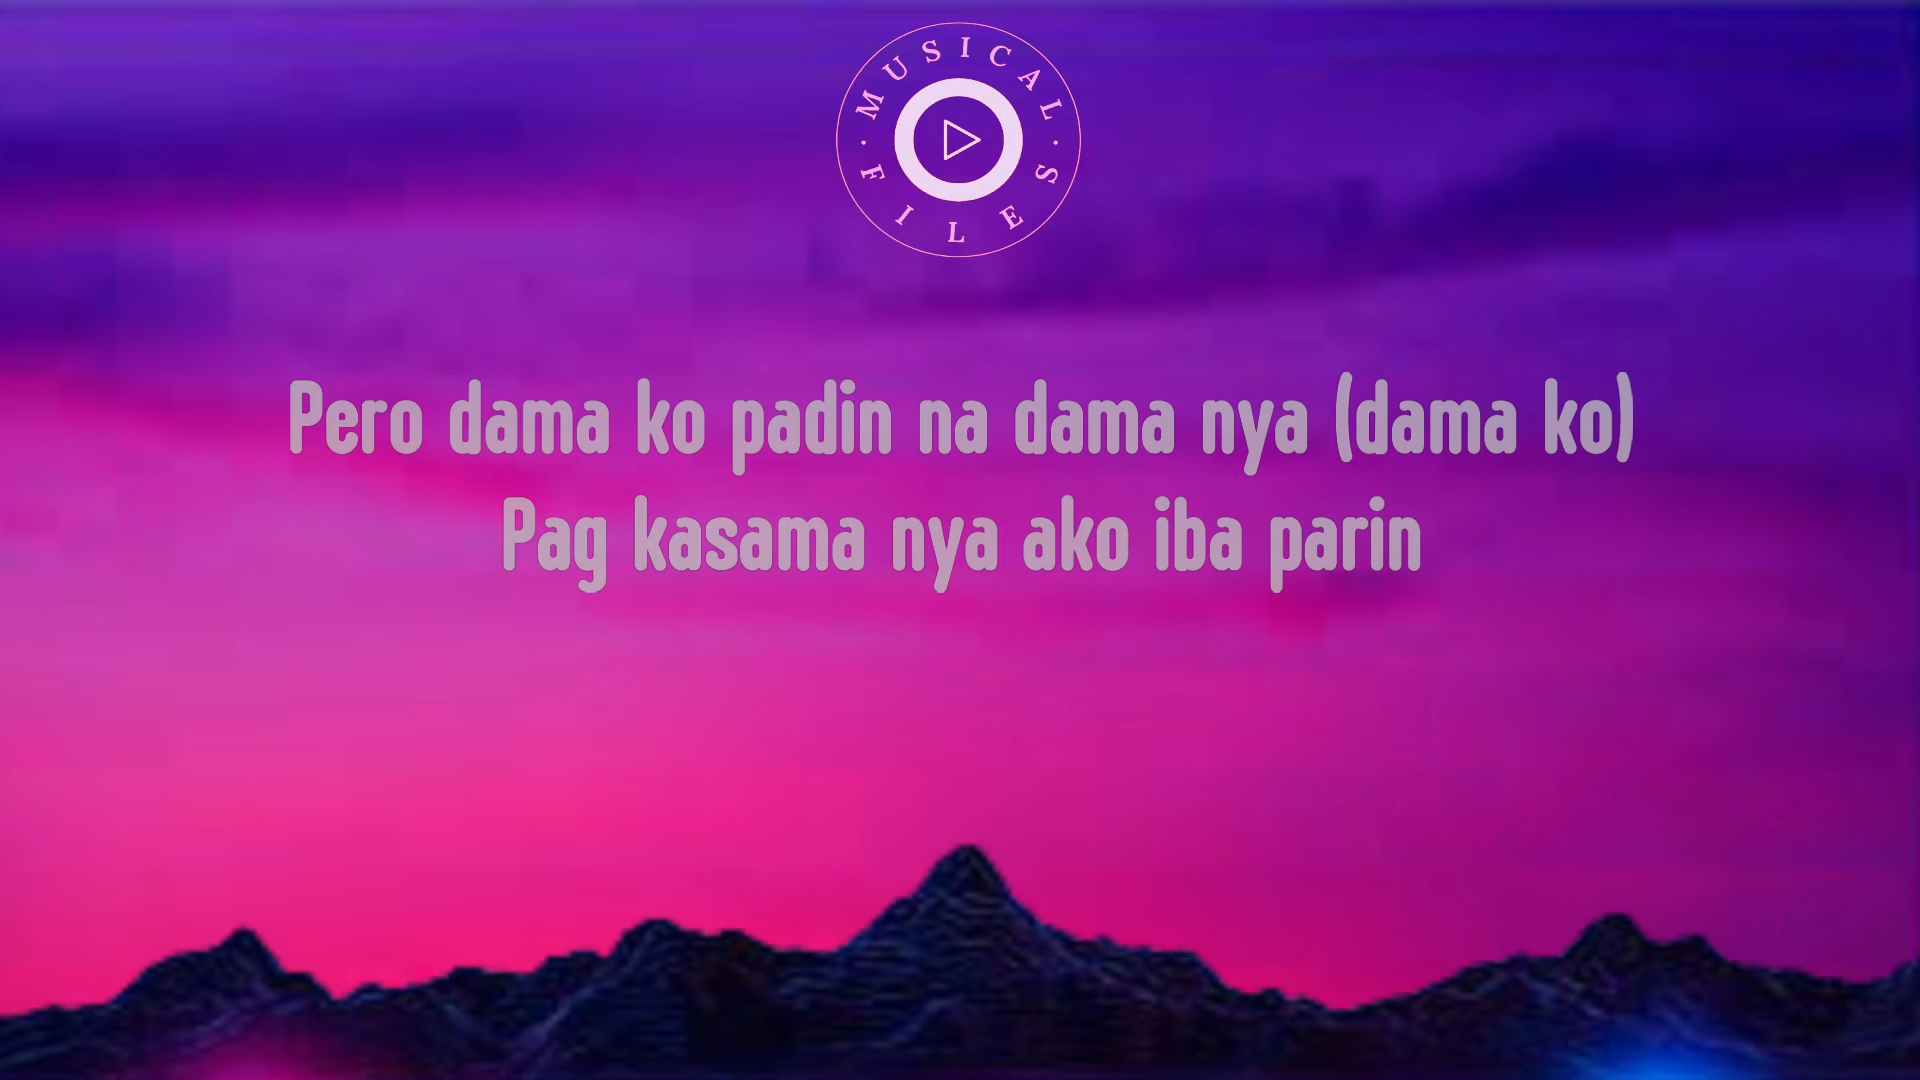 MUSICAL
FILES
Pero dama ko padin na dama nya (dama ko)
Pag kasama nya ako iba parin